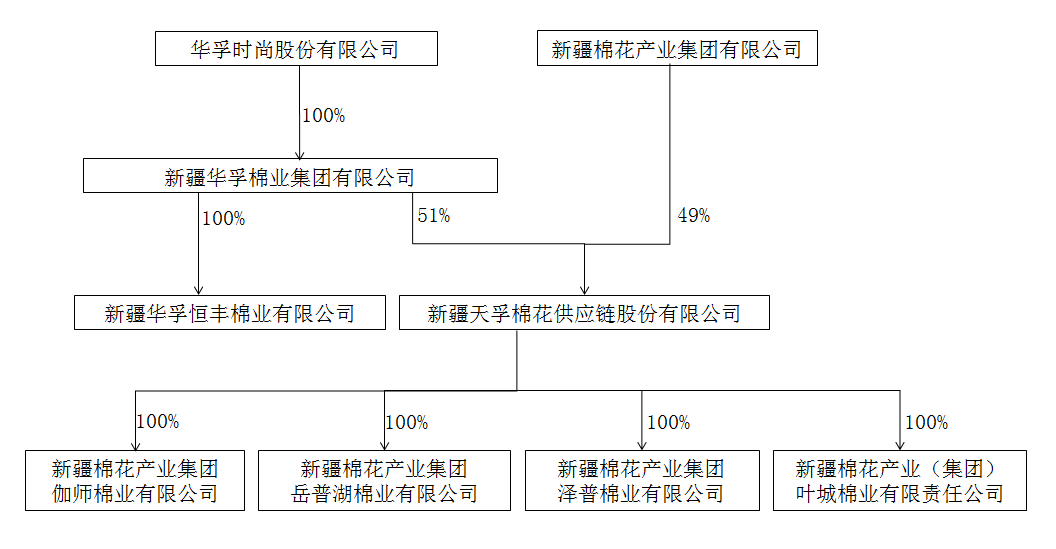 华孚时尚股份有限公司
新疆棉花产业集团有限公司
100%
新疆华孚棉业集团有限公司
100%
51%
49%
新疆华孚恒丰棉业有限公司
新疆天孚棉花供应链股份有限公司
100%
100%
100%
100%
新疆棉花产业集团
伽师棉业有限公司
新疆棉花产业集团
岳普湖棉业有限公司
新疆棉花产业集团
泽普棉业有限公司
新疆棉花产业（集团）
叶城棉业有限责任公司